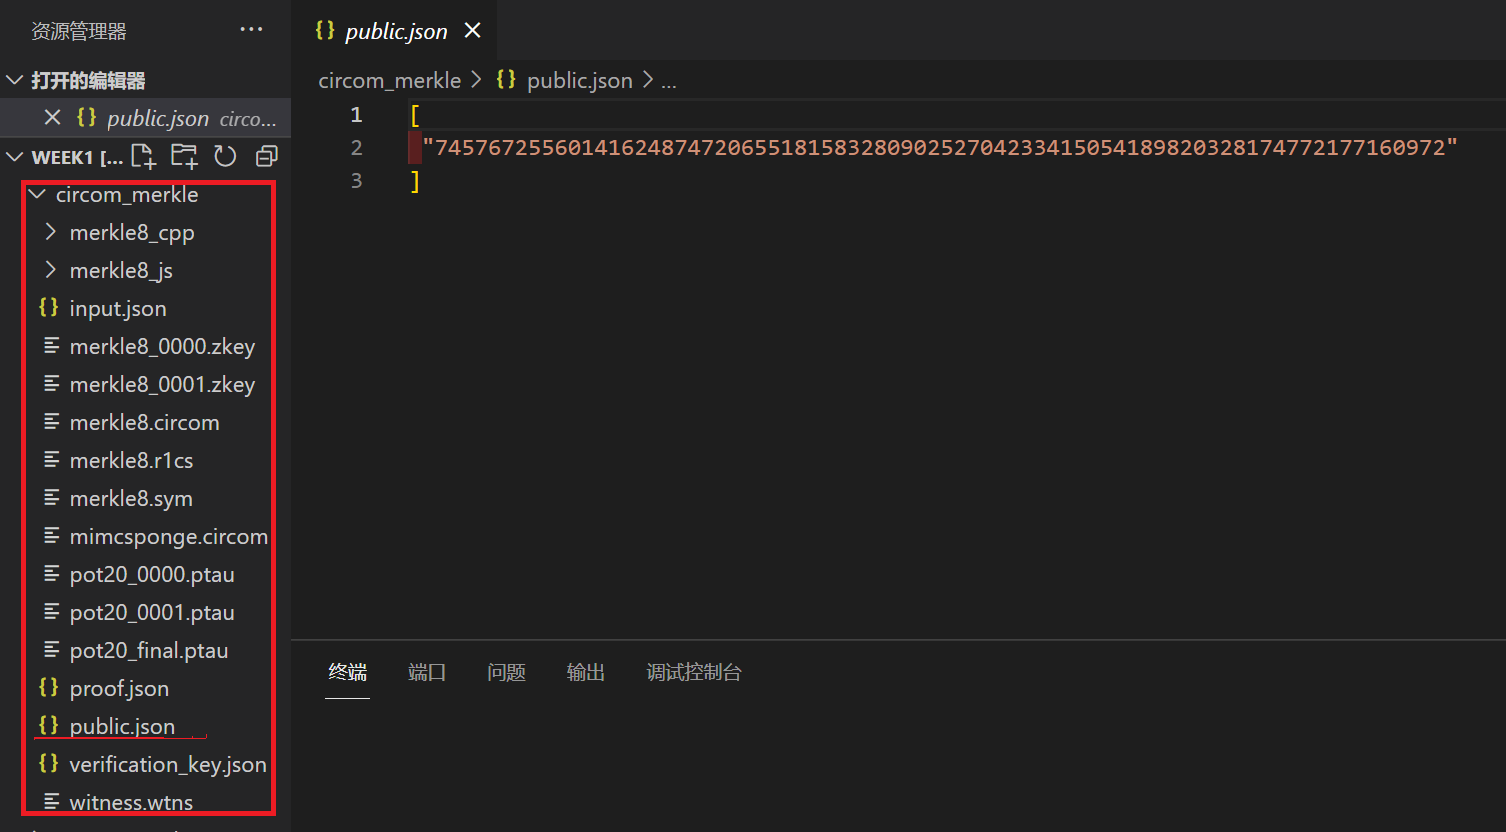 资源管理器 ···
打开的编辑器
{} public.json circo...
WEEK1 [...
circom_merkle
merkle8_cpp
merkle8_js
{} input.json
merkle8_0000.zkey
merkle8_0001.zkey
merkle8.circom
merkle8.r1cs
merkle8.sym
mimcsponge.circom
pot20_0000.ptau
pot20_0001.ptau
pot20_final.ptau
{} proof.json
{} public.json
{} verification_key.json
witness.wtns
{} public.json
circom_merkle > {} public.json > ...
1 [
2 "7457672556014162487472065518158328090252704233415054189820328174772177160972"
3 ]
终端 端口 问题 输出 调试控制台